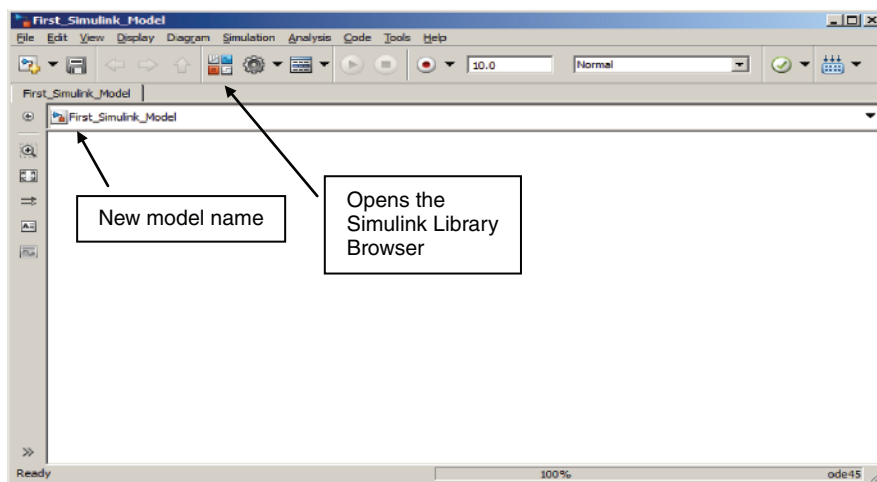 First_Simulink_Model
File Edit View Display Diagram Simulation Analysis Code Tools Help
10.0 Normal
First_Simulink_Model
First_Simulink_Model
New model name
Opens the
Simulink Library
Browser
Ready 100% ode45